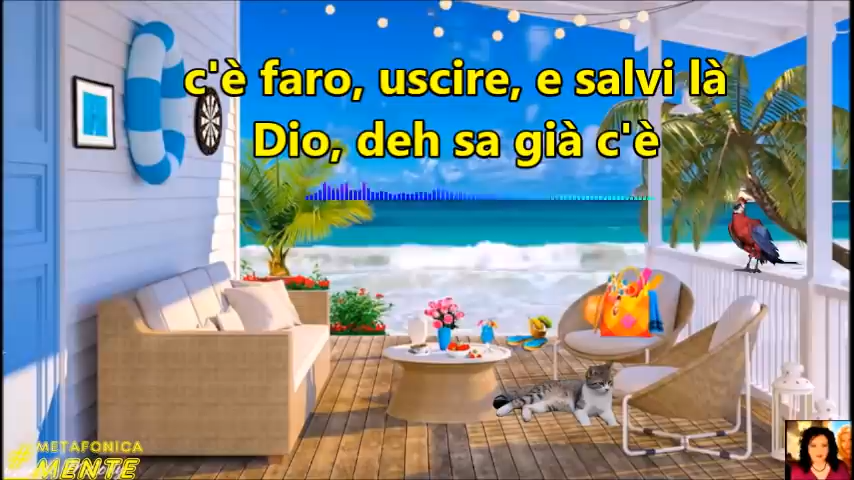 c'è faro, uscire, e salvi là
Dio, deh sa già c'è
#METAFONICA
MENTE